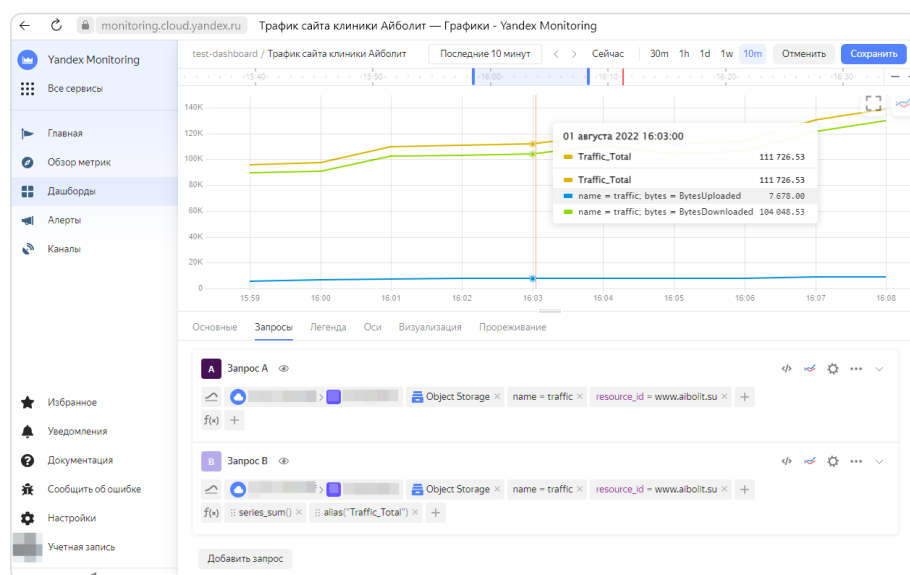 monitoring.cloud.yandex.ru Трафик сайта клиники Айболит — Графики - Yandex Monitoring
Yandex Monitoring
Все сервисы
Главная
Обзор метрик
Дашборды
Алерты
Каналы
Избранное
Уведомления
Документация
Сообщить об ошибке
Настройки
Учетная запись
test-dashboard / Трафик сайта клиники Айболит Последние 10 минут < > Сейчас 30m 1h 1d 1w 10m Отменить Сохранить
15:40 15:50 16:00 16:10 16:20 16:30
140K
120K
100K
80K
60K
40K
20K
0
15:59 16:00 16:01 16:02 16:03 16:04 16:05 16:06 16:07 16:08
01 августа 2022 16:03:00
Traffic_Total 111 726.53
Traffic_Total 111 726.53
name = traffic; bytes = BytesUploaded 7 678.00
name = traffic; bytes = BytesDownloaded 104 048.53
Основные Запросы Легенда Оси Визуализация Прореживание
A Запрос A
Object Storage × name = traffic × resource_id = www.aibolit.su × +
f(x) +
B Запрос B
Object Storage × name = traffic × resource_id = www.aibolit.su × +
f(x) series_sum() × alias("Traffic_Total") × +
Добавить запрос